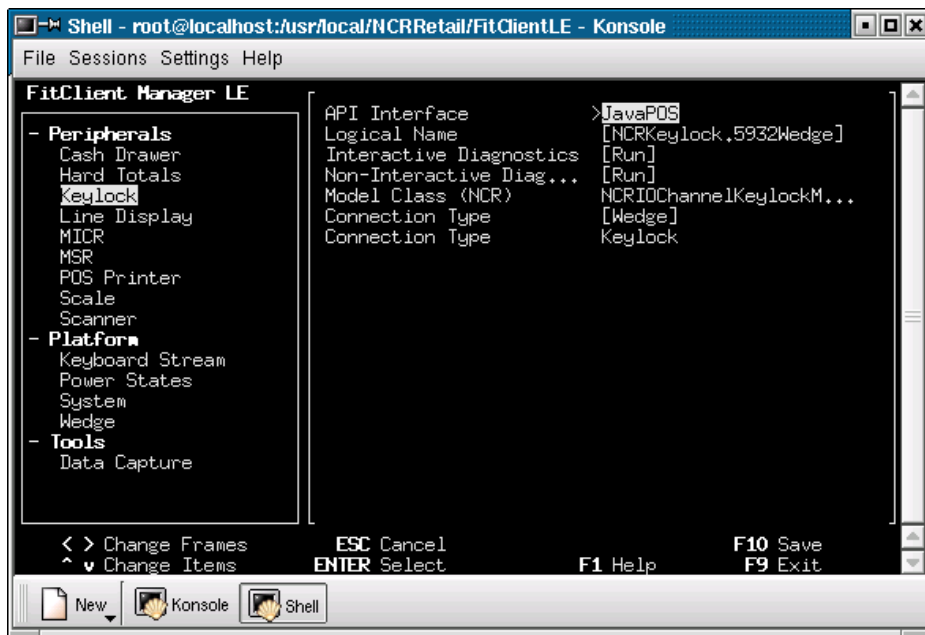 Shell - root@localhost:/usr/local/NCRRetail/FitClientLE - Konsole
File Sessions Settings Help
FitClient Manager LE
- Peripherals
Cash Drawer
Hard Totals
Keylock
Line Display
MICR
MSR
POS Printer
Scale
Scanner
- Platform
Keyboard Stream
Power States
System
Wedge
- Tools
Data Capture
API Interface >JavaPOS
Logical Name [NCRKeylock.5932Wedge]
Interactive Diagnostics [Run]
Non-Interactive Diag... [Run]
Model Class (NCR) NCRIOChannelKeylockM...
Connection Type [Wedge]
Connection Type Keylock
< > Change Frames ESC Cancel F10 Save
^ v Change Items ENTER Select F1 Help F9 Exit
New Konsole Shell